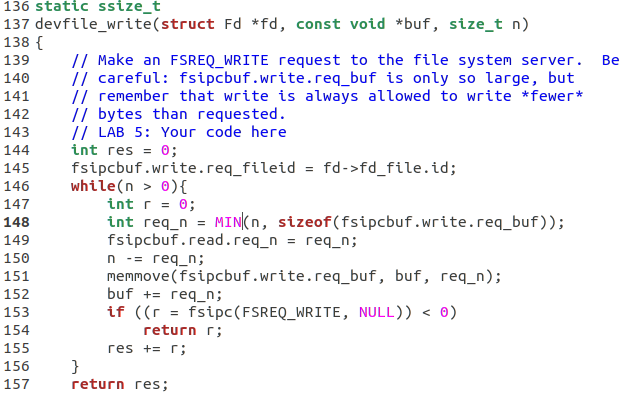 136 static ssize_t
137 devfile_write(struct Fd *fd, const void *buf, size_t n)
138 {
139     // Make an FSREQ_WRITE request to the file system server.  Be
140     // careful: fsipcbuf.write.req_buf is only so large, but
141     // remember that write is always allowed to write *fewer*
142     // bytes than requested.
143     // LAB 5: Your code here
144     int res = 0;
145     fsipcbuf.write.req_fileid = fd->fd_file.id;
146     while(n > 0){
147         int r = 0;
148         int req_n = MIN(n, sizeof(fsipcbuf.write.req_buf));
149         fsipcbuf.read.req_n = req_n;
150         n -= req_n;
151         memmove(fsipcbuf.write.req_buf, buf, req_n);
152         buf += req_n;
153         if ((r = fsipc(FSREQ_WRITE, NULL)) < 0)
154             return r;
155         res += r;
156     }
157     return res;